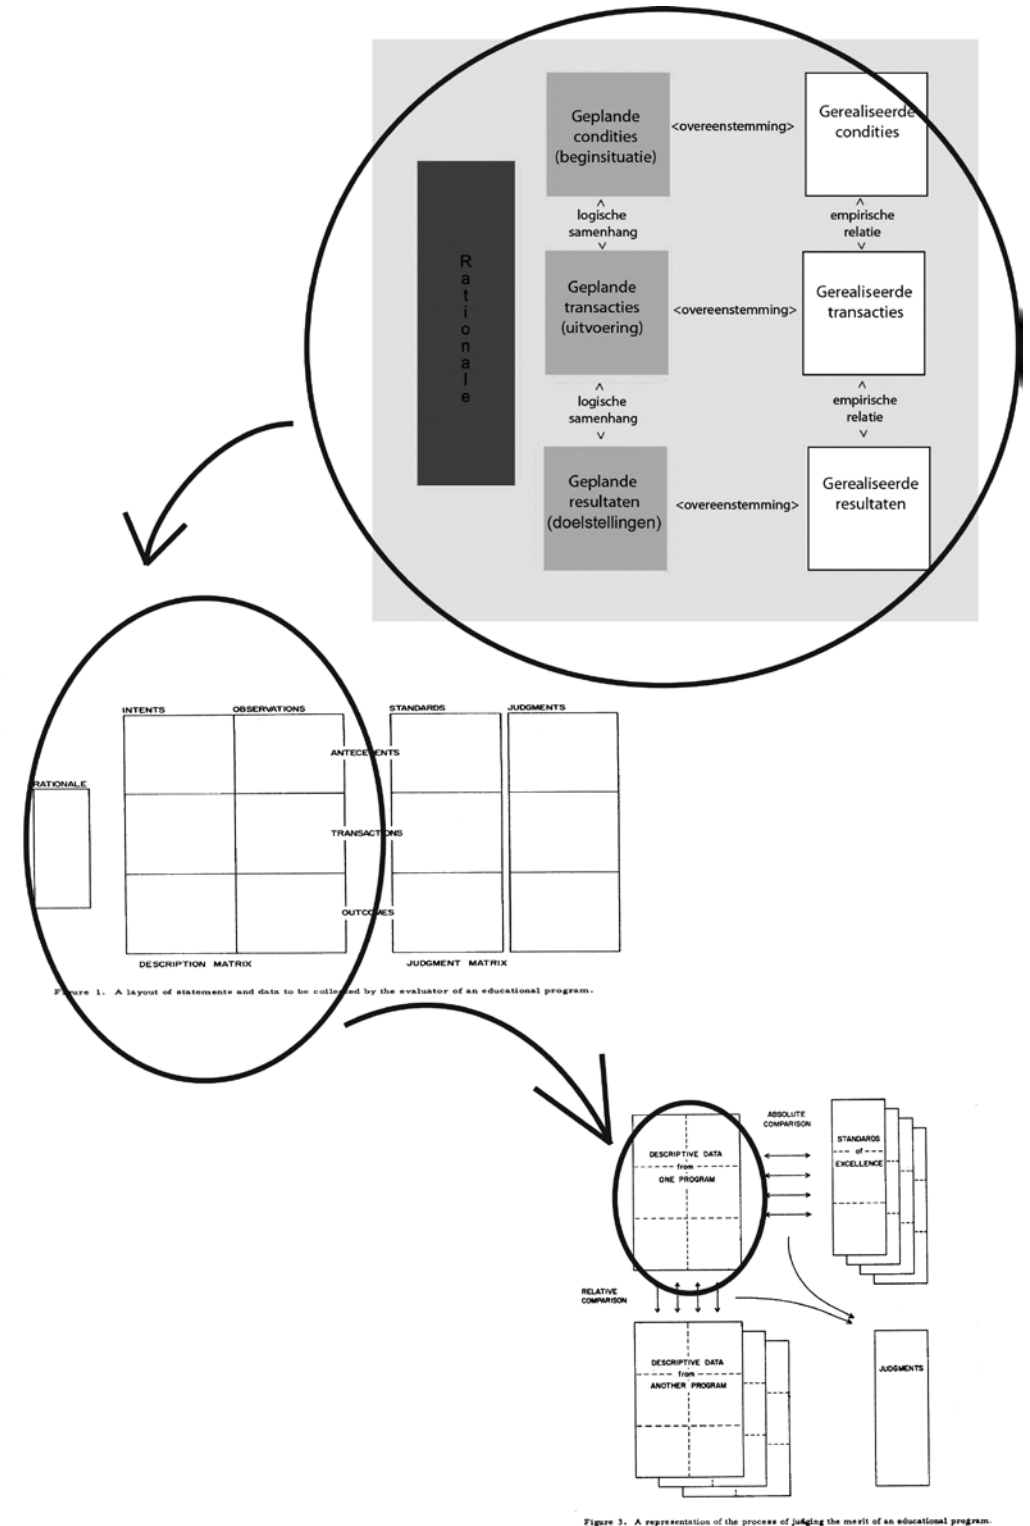 Geplande
condities
(beginsituatie)
<overeenstemming>
Gerealiseerde
condities
^
logische
samenhang
v
^
empirische
relatie
v
Rationale
Geplande
transacties
(uitvoering)
<overeenstemming>
Gerealiseerde
transacties
^
logische
samenhang
v
^
empirische
relatie
v
Geplande
resultaten
(doelstellingen)
<overeenstemming>
Gerealiseerde
resultaten
INTENTS
OBSERVATIONS
STANDARDS
JUDGMENTS
ANTECEDENTS
RATIONALE
TRANSACTIONS
OUTCOMES
DESCRIPTION MATRIX
JUDGMENT MATRIX
Figure 1. A layout of statements and data to be collected by the evaluator of an educational program.
ABSOLUTE
COMPARISON
DESCRIPTIVE DATA
from
ONE PROGRAM
STANDARDS
of
EXCELLENCE
RELATIVE
COMPARISON
DESCRIPTIVE DATA
from
ANOTHER PROGRAM
JUDGMENTS
Figure 3. A representation of the process of judging the merit of an educational program.